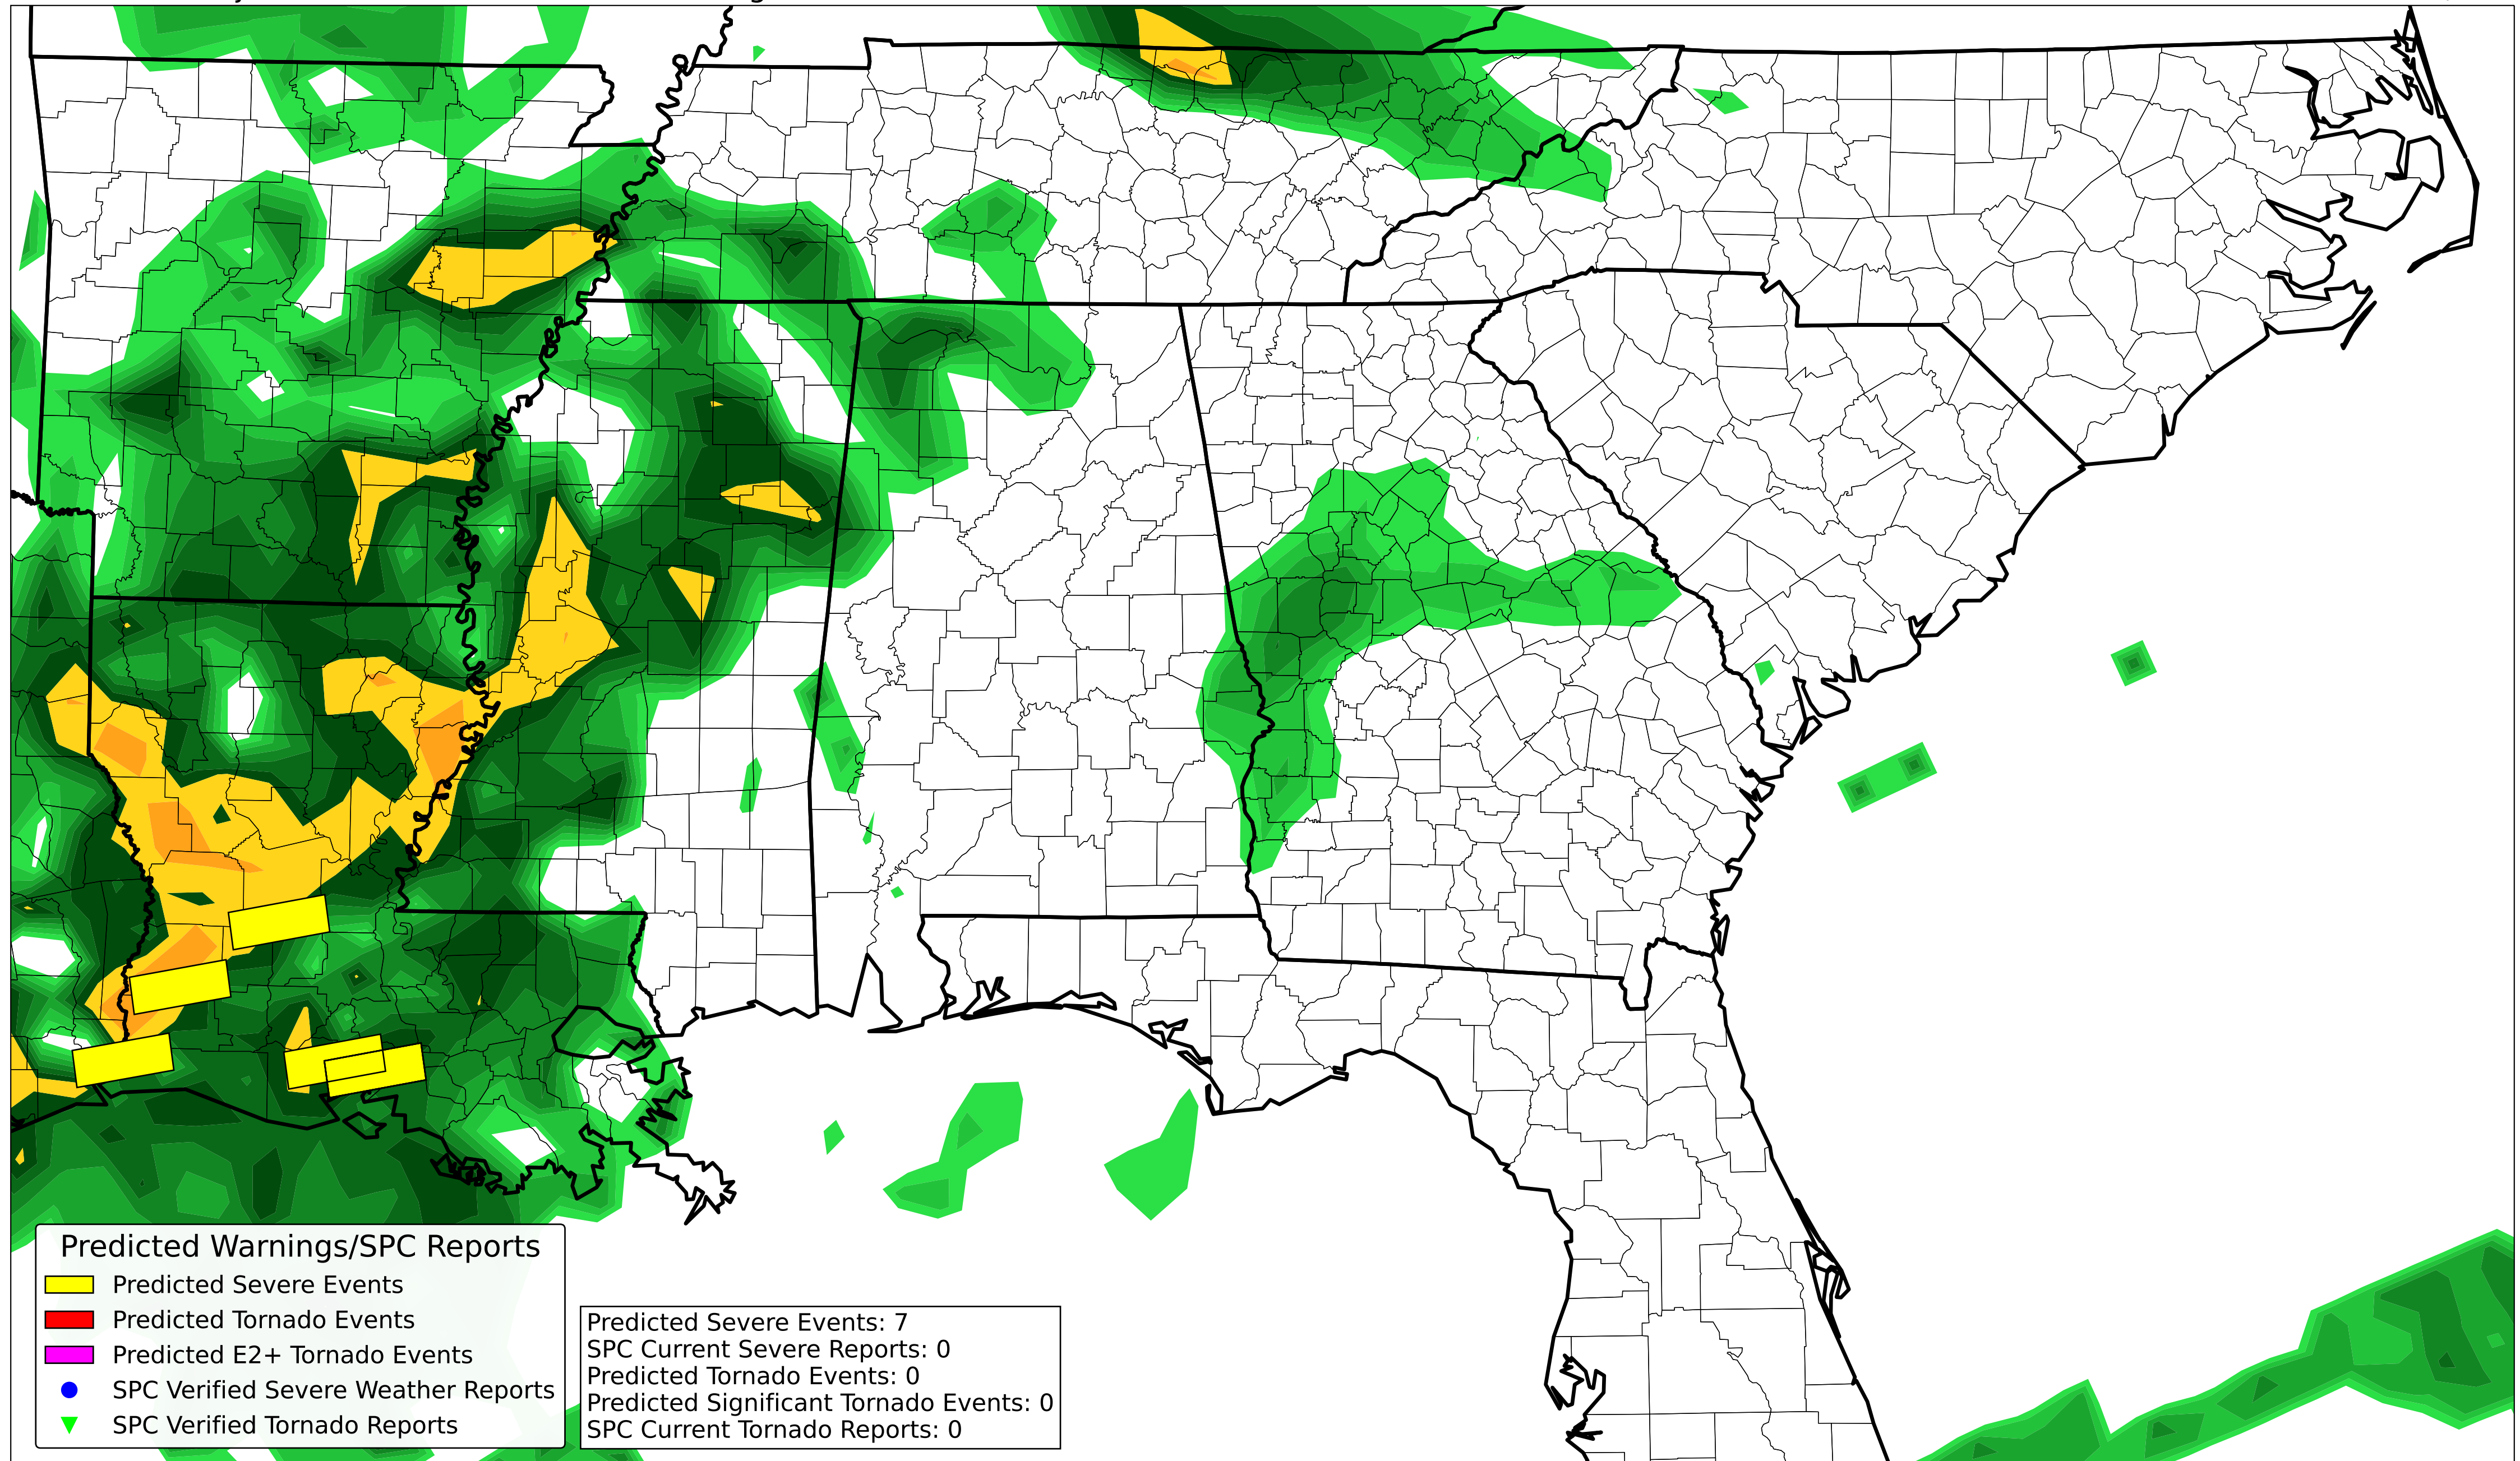 Predicted Warnings/SPC Reports
Predicted Severe Events
Predicted Tornado Events
Predicted E2+ Tornado Events
SPC Verified Severe Weather Reports
SPC Verified Tornado Reports
Predicted Severe Events: 7
SPC Current Severe Reports: 0
Predicted Tornado Events: 0
Predicted Significant Tornado Events: 0
SPC Current Tornado Reports: 0